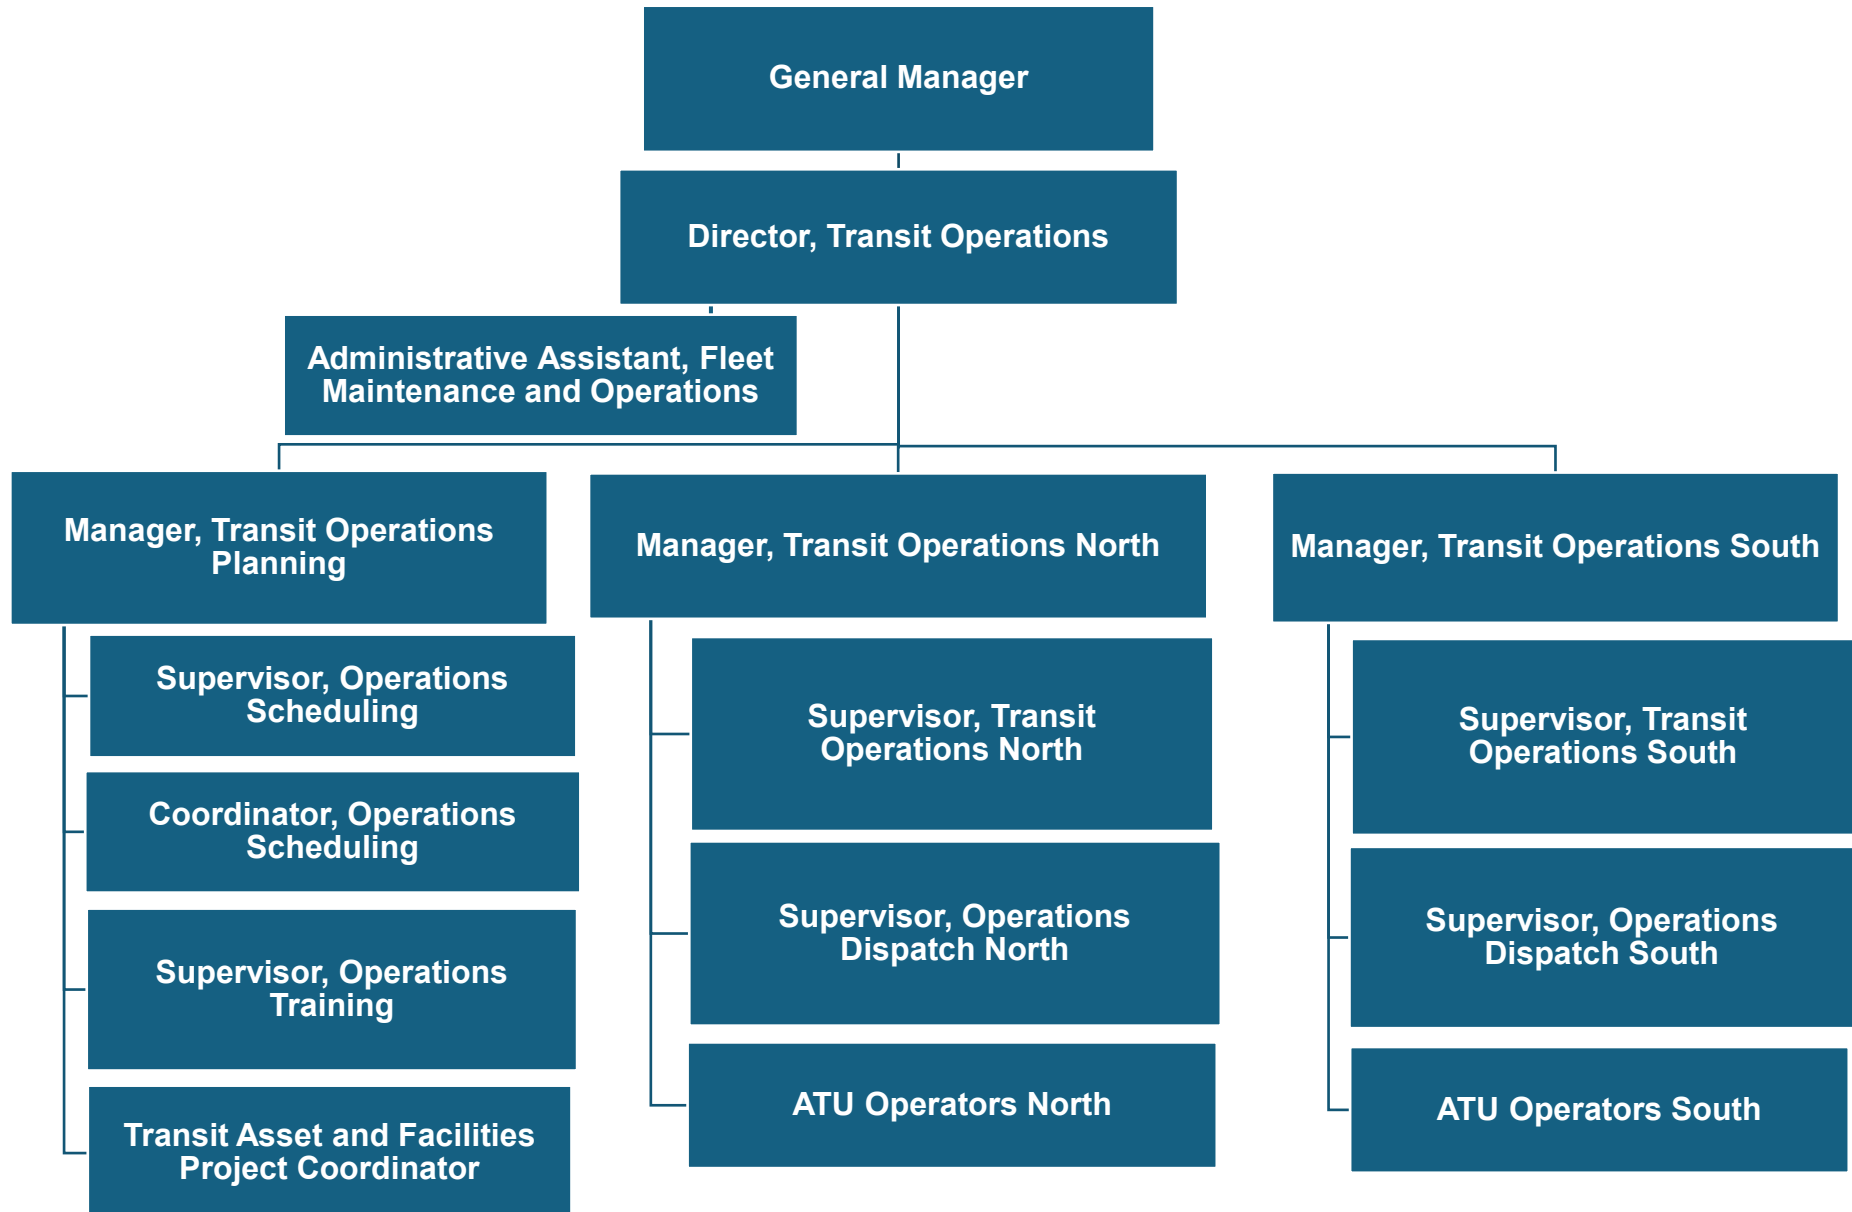 General Manager
Director, Transit Operations
Administrative Assistant, Fleet
Maintenance and Operations
Manager, Transit Operations
Planning
Supervisor, Operations
Scheduling
Coordinator, Operations
Scheduling
Supervisor, Operations
Training
Transit Asset and Facilities
Project Coordinator
Manager, Transit Operations North
Supervisor, Transit
Operations North
Supervisor, Operations
Dispatch North
ATU Operators North
Manager, Transit Operations South
Supervisor, Transit
Operations South
Supervisor, Operations
Dispatch South
ATU Operators South